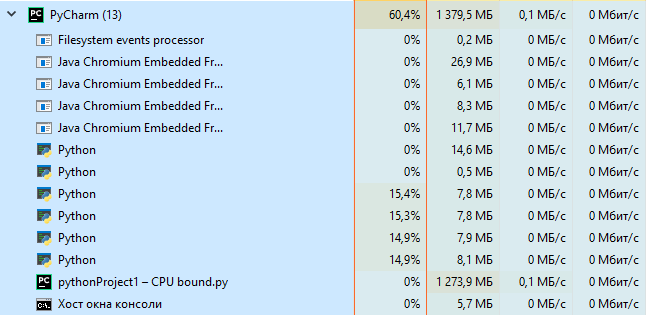 PyCharm (13) 60,4% 1 379,5 МБ 0,1 МБ/с 0 Мбит/с
Filesystem events processor 0% 0,2 МБ 0 МБ/с 0 Мбит/с
Java Chromium Embedded Fr... 0% 26,9 МБ 0 МБ/с 0 Мбит/с
Java Chromium Embedded Fr... 0% 6,1 МБ 0 МБ/с 0 Мбит/с
Java Chromium Embedded Fr... 0% 8,3 МБ 0 МБ/с 0 Мбит/с
Java Chromium Embedded Fr... 0% 11,7 МБ 0 МБ/с 0 Мбит/с
Python 0% 14,6 МБ 0 МБ/с 0 Мбит/с
Python 0% 0,5 МБ 0 МБ/с 0 Мбит/с
Python 15,4% 7,8 МБ 0 МБ/с 0 Мбит/с
Python 15,3% 7,8 МБ 0 МБ/с 0 Мбит/с
Python 14,9% 7,9 МБ 0 МБ/с 0 Мбит/с
Python 14,9% 8,1 МБ 0 МБ/с 0 Мбит/с
pythonProject1 – CPU bound.py 0% 1 273,9 МБ 0,1 МБ/с 0 Мбит/с
Хост окна консоли 0% 5,7 МБ 0 МБ/с 0 Мбит/с